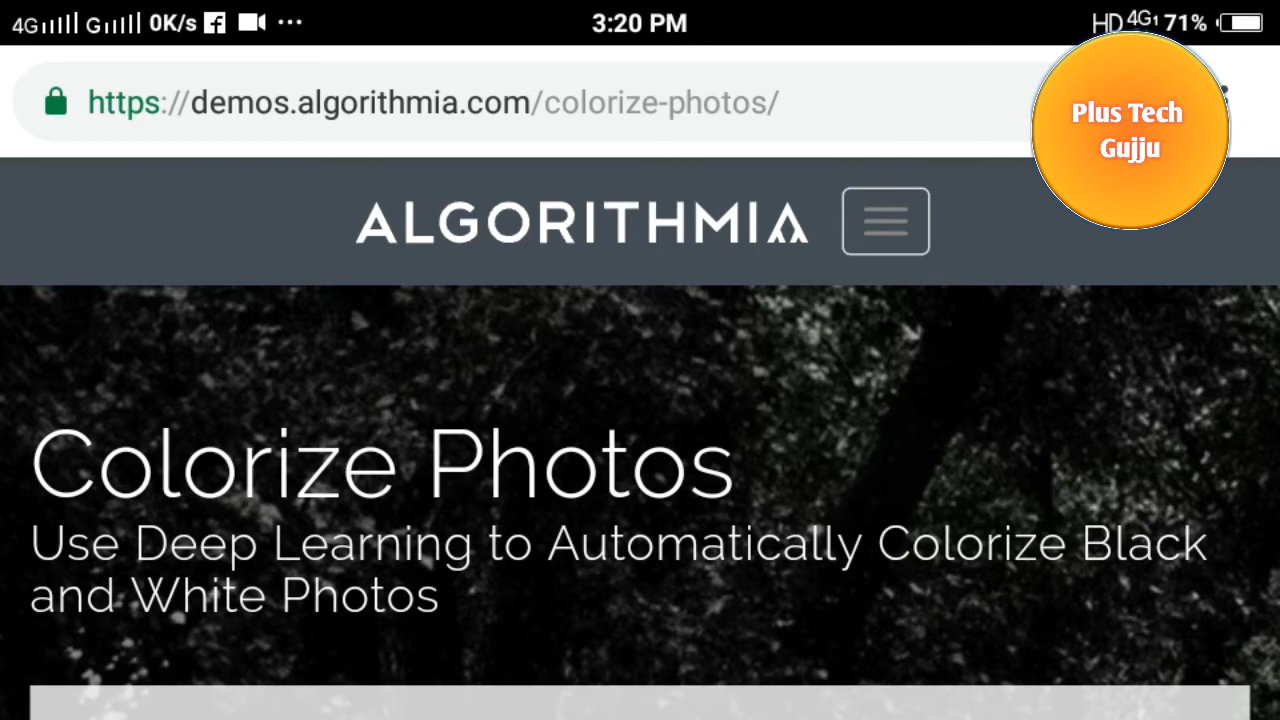 4G G 0K/s f ... 3:20 PM HD 4G1 71%
https://demos.algorithmia.com/colorize-photos/
Plus Tech
Gujju
ALGORITHMIA
Colorize Photos
Use Deep Learning to Automatically Colorize Black
and White Photos